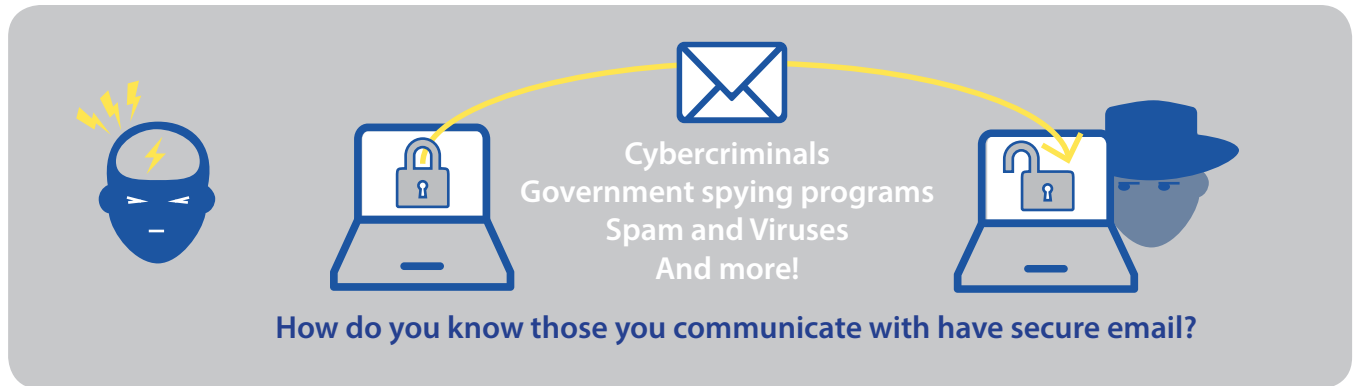 Cybercriminals
Government spying programs
Spam and Viruses
And more!
How do you know those you communicate with have secure email?